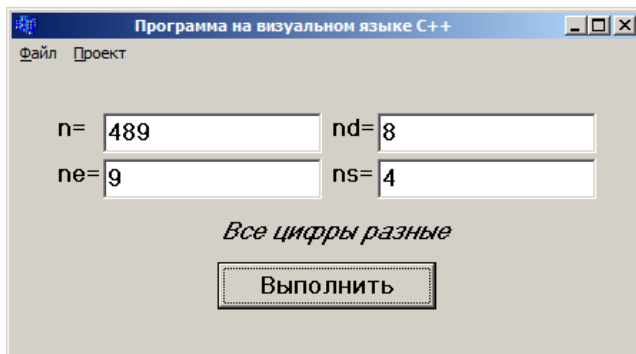 Программа на визуальном языке C++
Файл Проект
n= 489 nd= 8
ne= 9 ns= 4
Все цифры разные
Выполнить